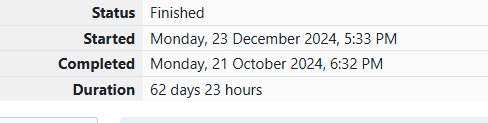 Status Finished
Started Monday, 23 December 2024, 5:33 PM
Completed Monday, 21 October 2024, 6:32 PM
Duration 62 days 23 hours